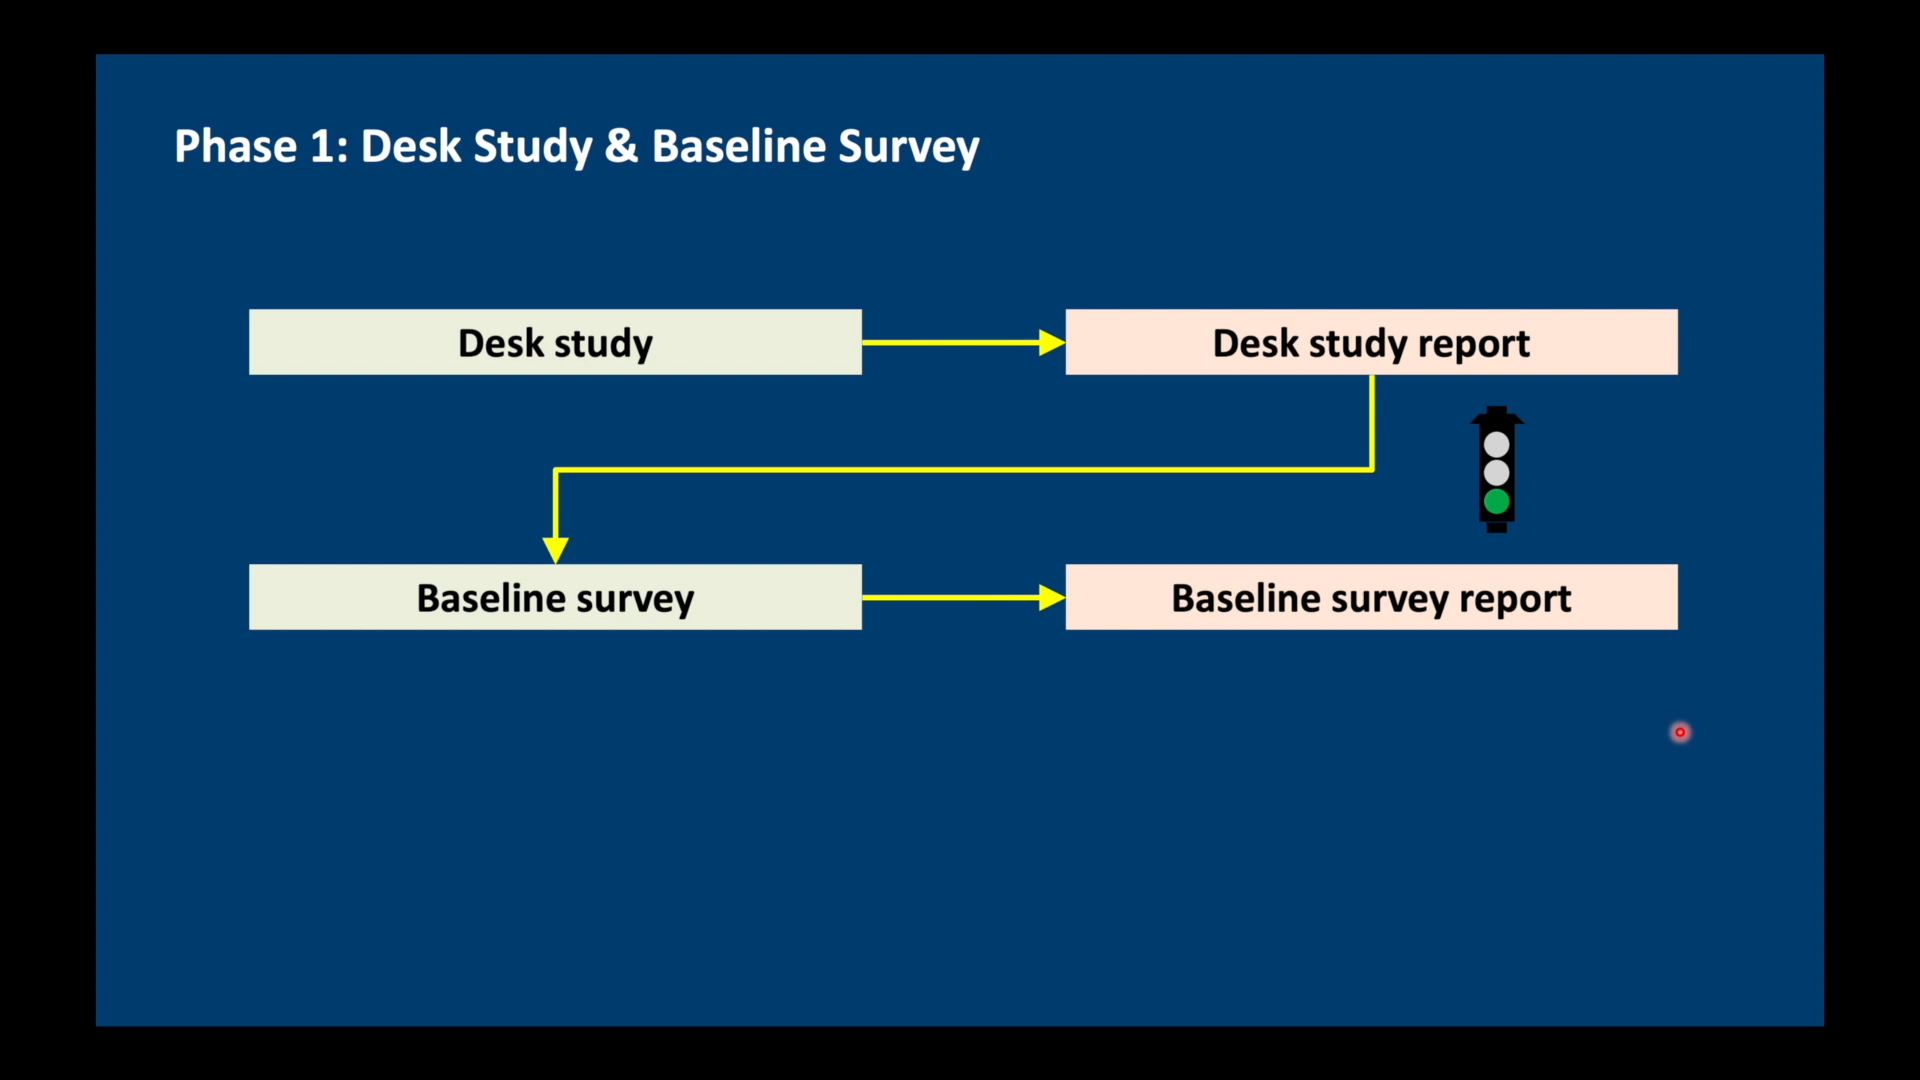 Phase 1: Desk Study & Baseline Survey
Desk study
Desk study report
Baseline survey
Baseline survey report